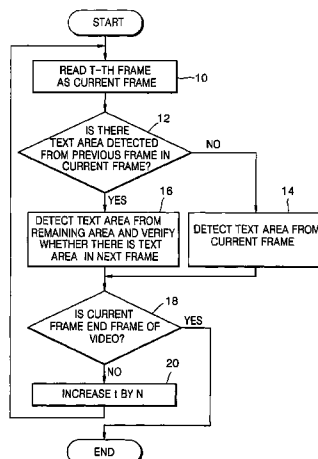 START
READ T-TH FRAME
AS CURRENT FRAME
10
12
IS THERE
TEXT AREA DETECTED
FROM PREVIOUS FRAME IN
CURRENT FRAME?
NO
YES
16
14
DETECT TEXT AREA FROM
REMAINING AREA AND VERIFY
WHETHER THERE IS TEXT
AREA IN NEXT FRAME
DETECT TEXT AREA FROM
CURRENT FRAME
18
IS CURRENT
FRAME END FRAME OF
VIDEO?
YES
NO
20
INCREASE t BY N
END